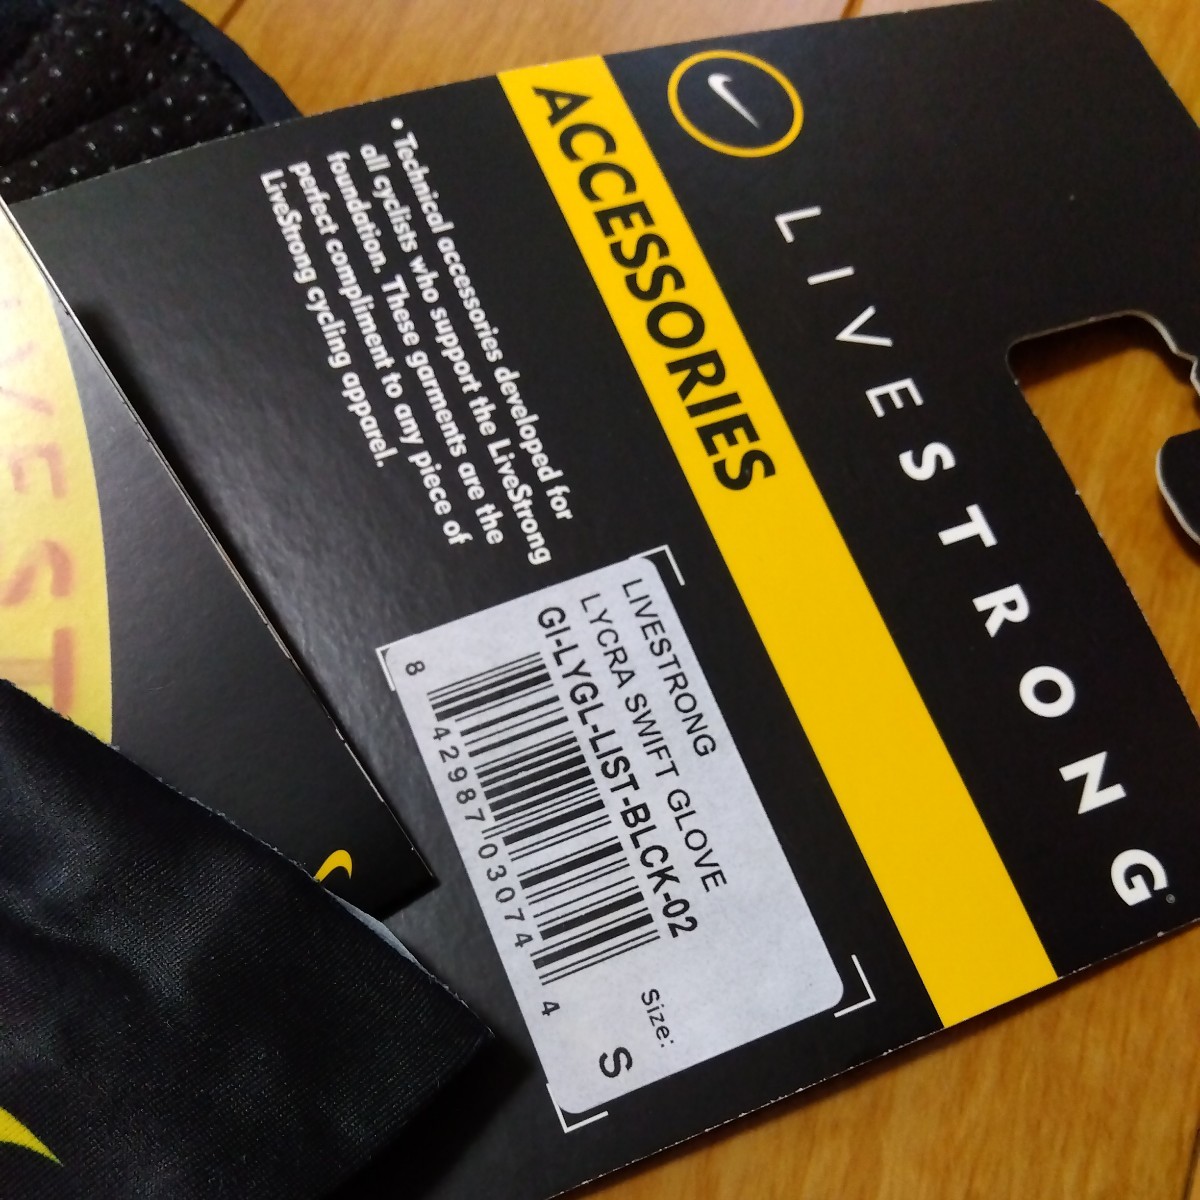 LIVESTRONG®
ACCESSORIES
• Technical accessories developed for
all cyclists who support the LiveStrong
foundation. These garments are the
perfect compliment to any piece of
LiveStrong cycling apparel.
LIVESTRONG
LYCRA SWIFT GLOVE
GI-LYGL-LIST-BLCK-02
8 42987 03074 4
Size:
S
VEST